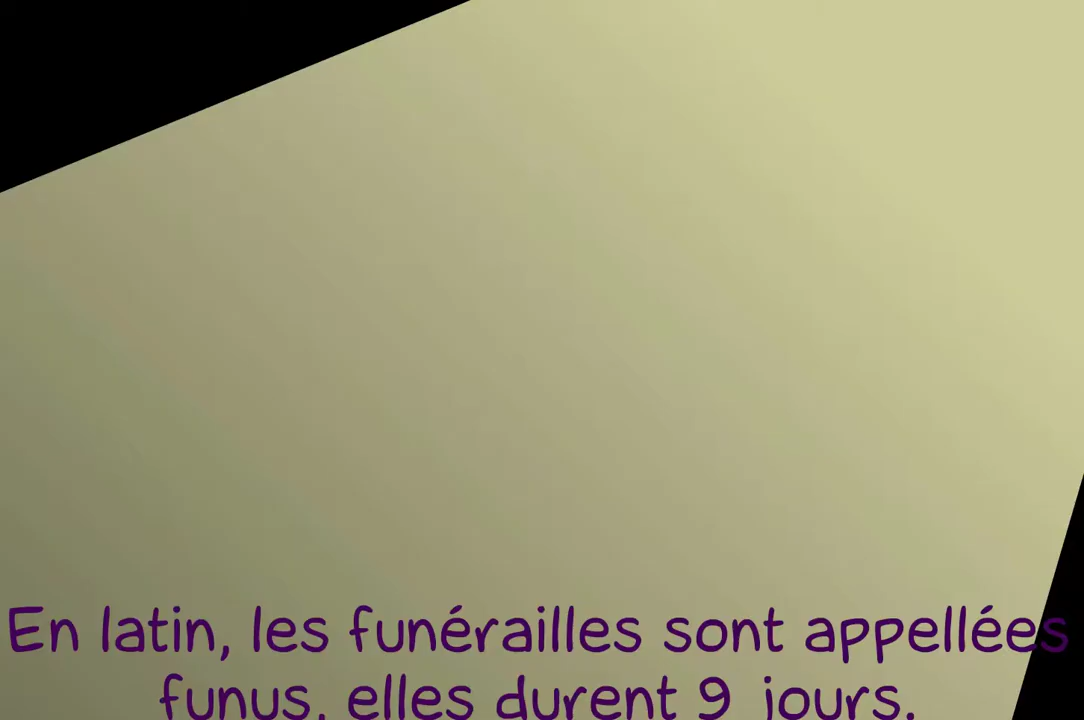 En latin, les funérailles sont appellées
funus, elles durent 9 jours.